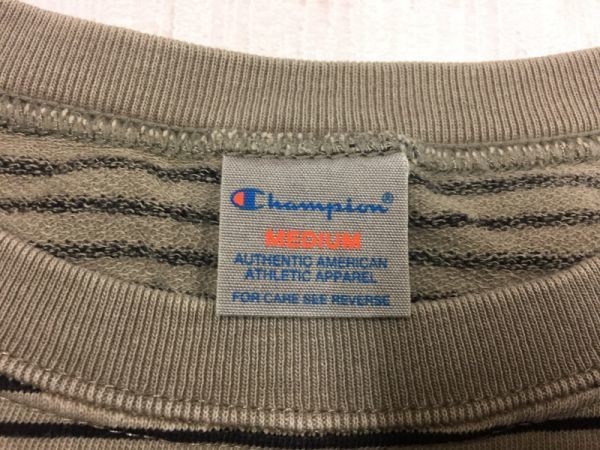 Champion®
MEDIUM
AUTHENTIC AMERICAN
ATHLETIC APPAREL
FOR CARE SEE REVERSE